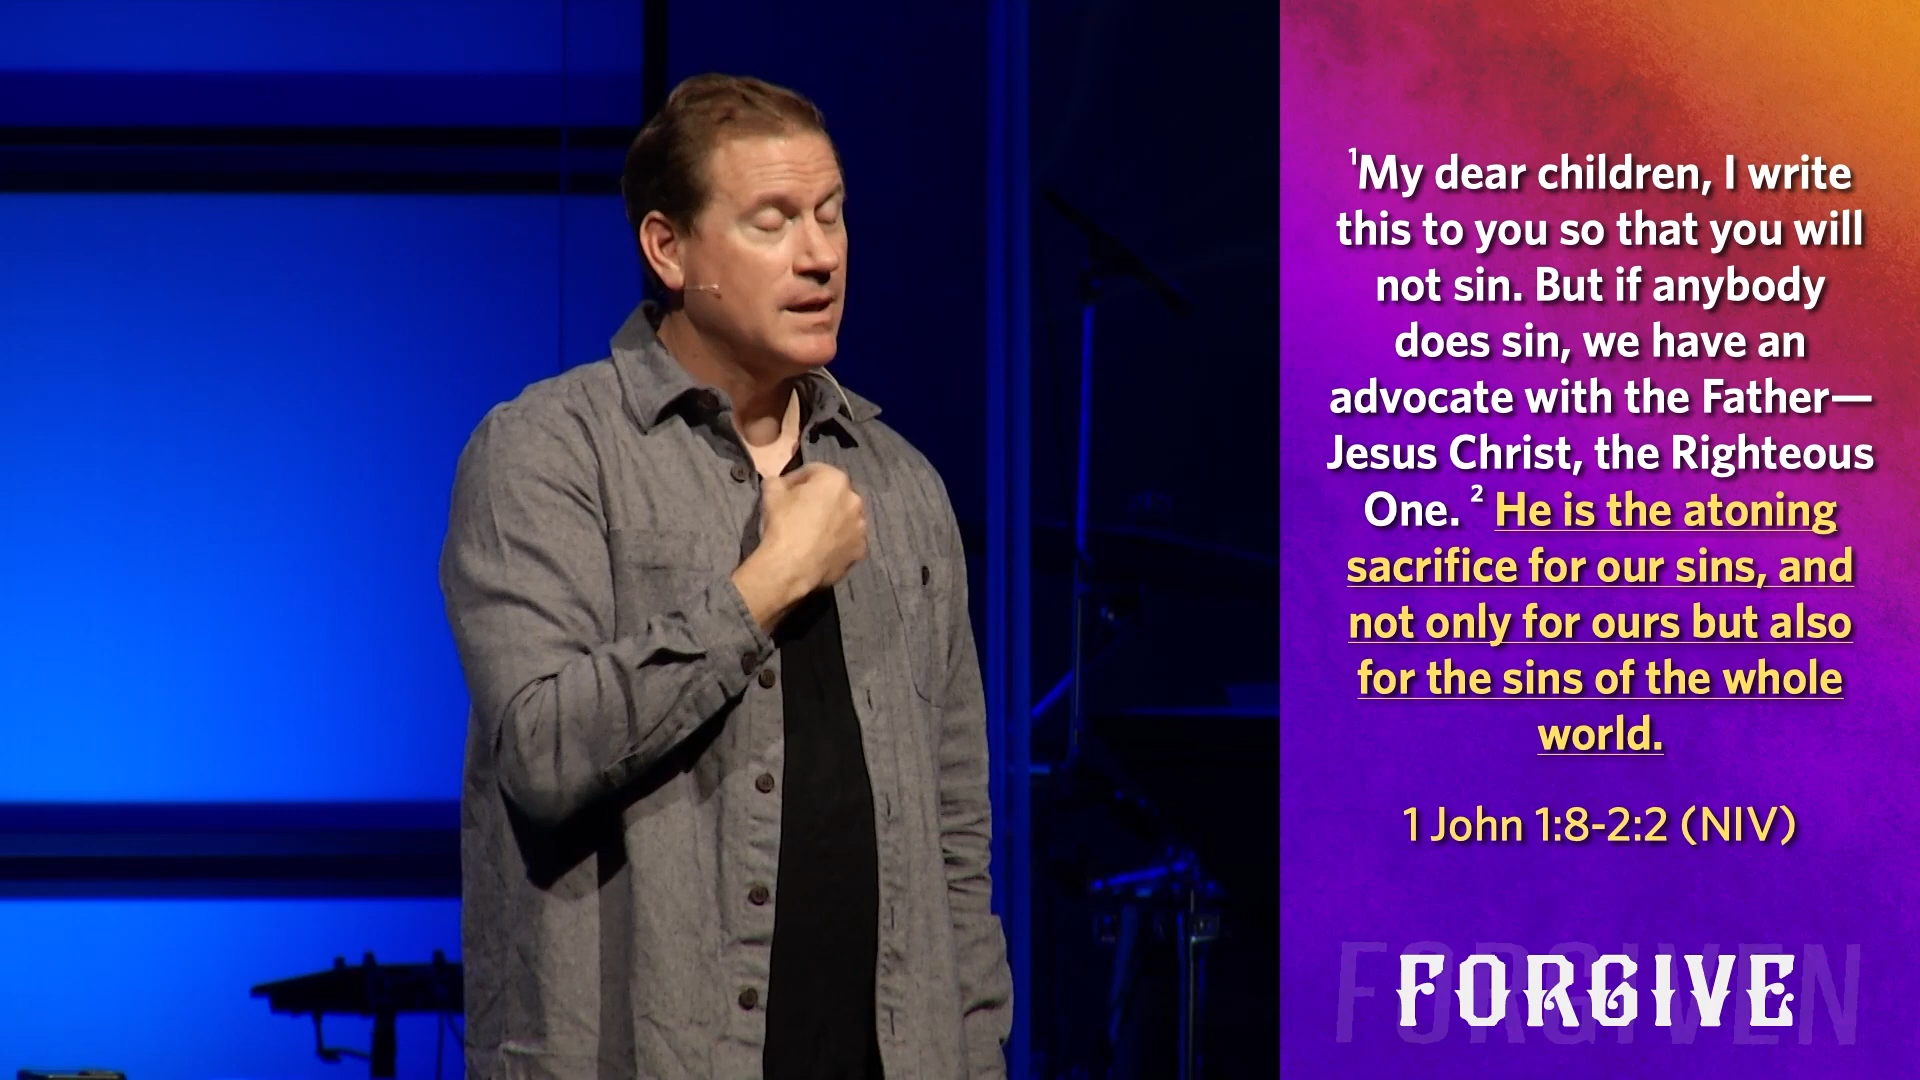 ¹My dear children, I write
this to you so that you will
not sin. But if anybody
does sin, we have an
advocate with the Father—
Jesus Christ, the Righteous
One. ² He is the atoning
sacrifice for our sins, and
not only for ours but also
for the sins of the whole
world.
1 John 1:8-2:2 (NIV)
FORGIVEN
FORGIVE